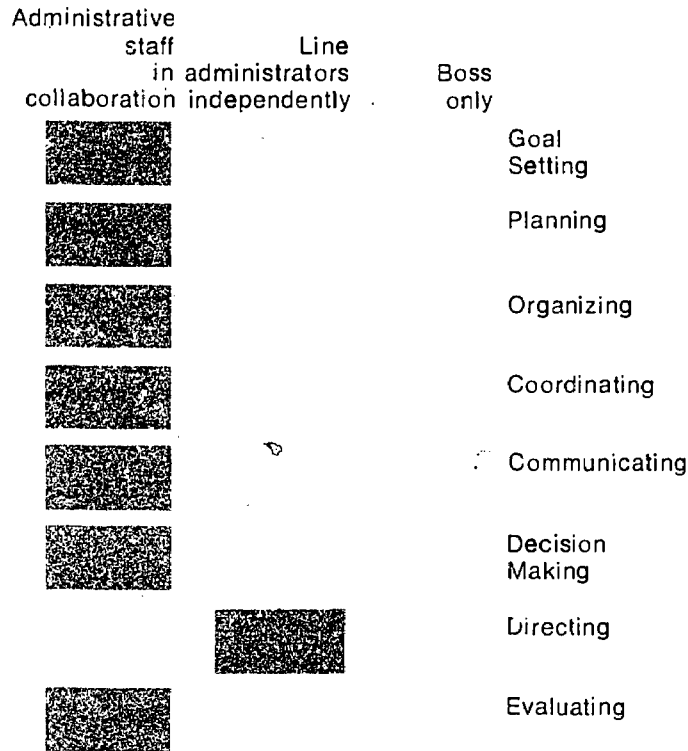 Administrative
staff
in
collaboration
Line
administrators
independently
Boss
only
Goal
Setting
Planning
Organizing
Coordinating
Communicating
Decision
Making
Directing
Evaluating